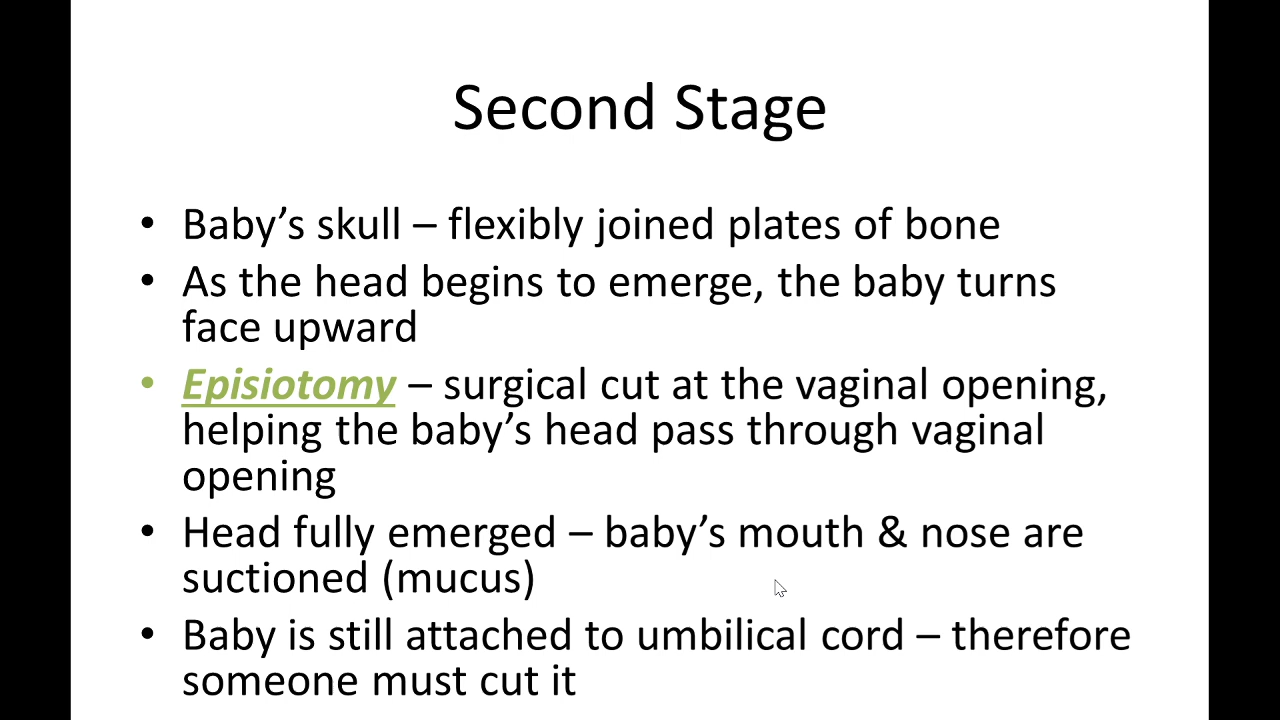 Second Stage
• Baby’s skull – flexibly joined plates of bone
• As the head begins to emerge, the baby turns
face upward
• Episiotomy – surgical cut at the vaginal opening,
helping the baby’s head pass through vaginal
opening
• Head fully emerged – baby’s mouth & nose are
suctioned (mucus)
• Baby is still attached to umbilical cord – therefore
someone must cut it